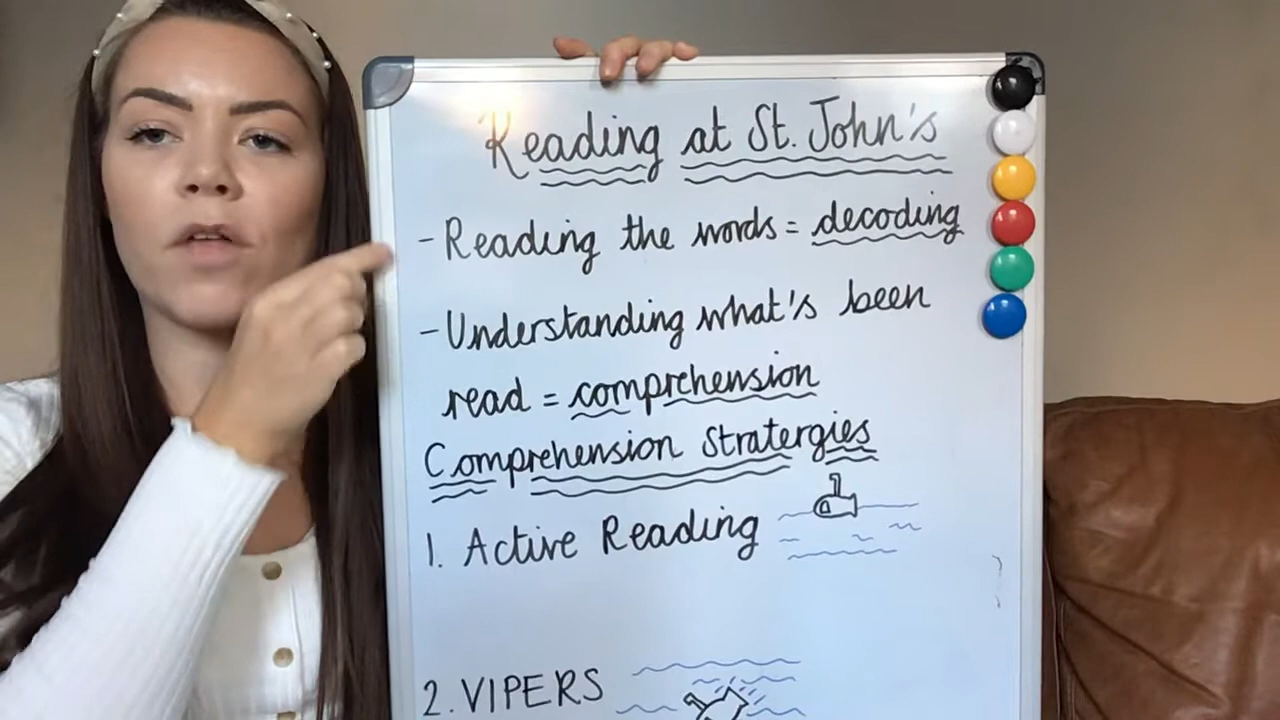 Reading at St. John's
- Reading the words = decoding
- Understanding what's been
read = comprehension
Comprehension Stratergies
1. Active Reading
2. VIPERS